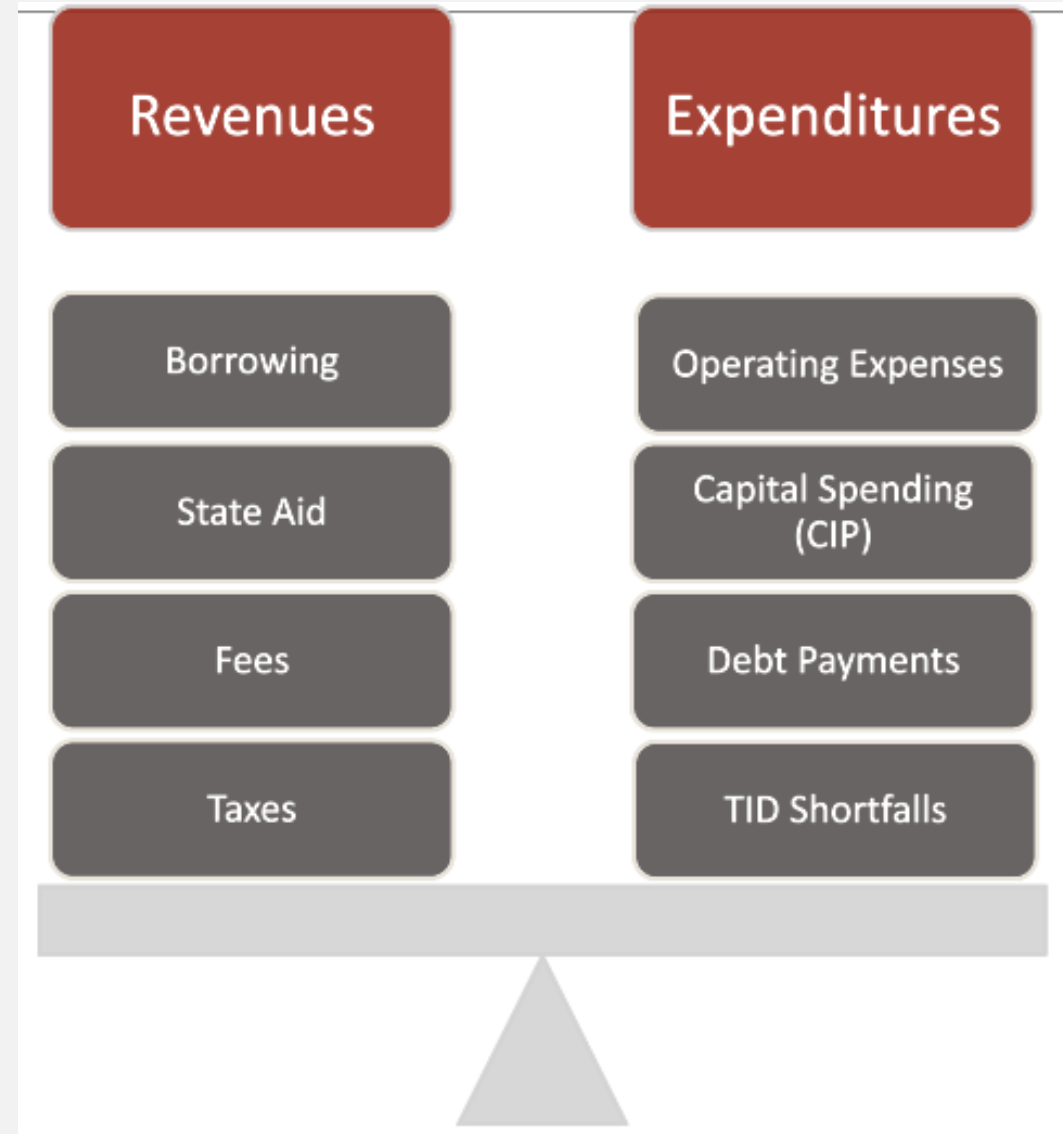 Revenues
Borrowing
State Aid
Fees
Taxes
Expenditures
Operating Expenses
Capital Spending
(CIP)
Debt Payments
TID Shortfalls